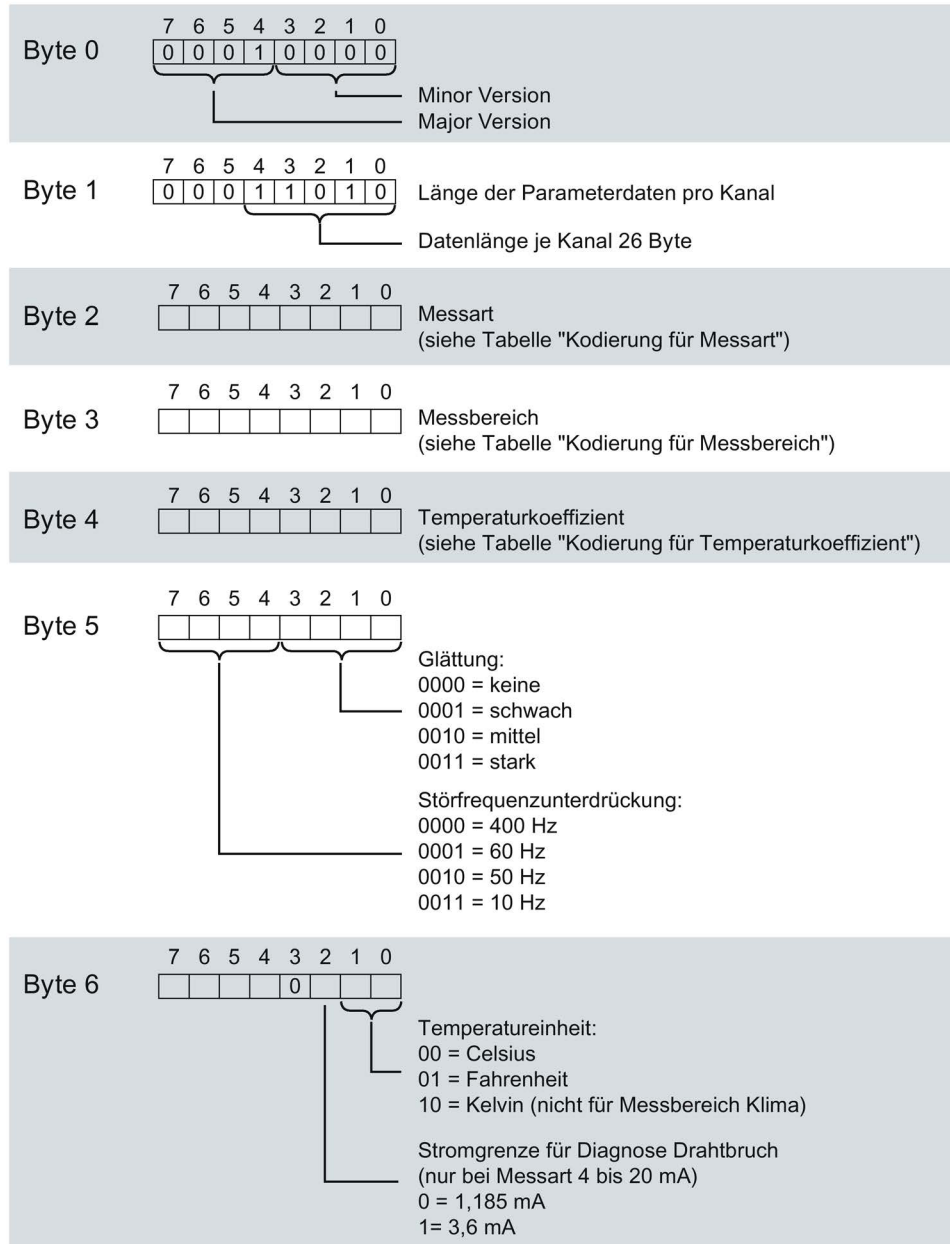 7 6 5 4 3 2 1 0
Byte 0
0 0 0 1 0 0 0 0
Minor Version
Major Version
7 6 5 4 3 2 1 0
Byte 1
0 0 0 1 1 0 1 0
Länge der Parameterdaten pro Kanal
Datenlänge je Kanal 26 Byte
7 6 5 4 3 2 1 0
Byte 2
Messart
(siehe Tabelle "Kodierung für Messart")
7 6 5 4 3 2 1 0
Byte 3
Messbereich
(siehe Tabelle "Kodierung für Messbereich")
7 6 5 4 3 2 1 0
Byte 4
Temperaturkoeffizient
(siehe Tabelle "Kodierung für Temperaturkoeffizient")
7 6 5 4 3 2 1 0
Byte 5
Glättung:
0000 = keine
0001 = schwach
0010 = mittel
0011 = stark
Störfrequenzunterdrückung:
0000 = 400 Hz
0001 = 60 Hz
0010 = 50 Hz
0011 = 10 Hz
7 6 5 4 3 2 1 0
Byte 6
0
Temperatureinheit:
00 = Celsius
01 = Fahrenheit
10 = Kelvin (nicht für Messbereich Klima)
Stromgrenze für Diagnose Drahtbruch
(nur bei Messart 4 bis 20 mA)
0 = 1,185 mA
1= 3,6 mA